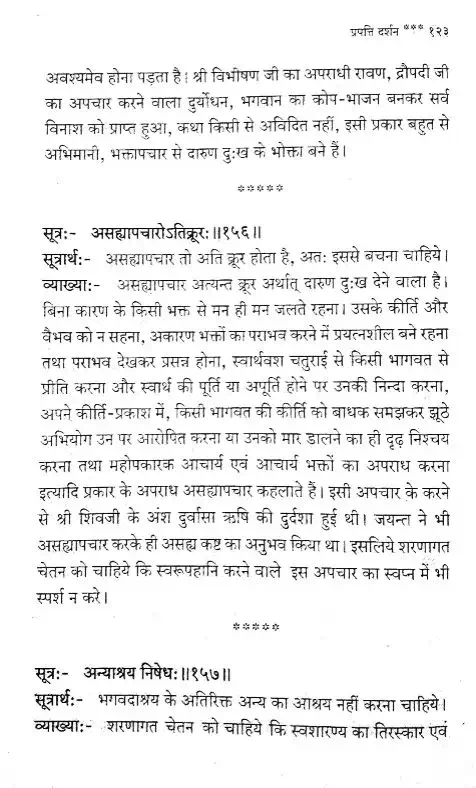 प्रपत्ति दर्शन *** १२३
अवश्यमेव होना पड़ता है। श्री विभीषण जी का अपराधी रावण, द्रौपदी जी
का अपचार करने वाला दुर्योधन, भगवान का कोप-भाजन बनकर सर्व
विनाश को प्राप्त हुआ, कथा किसी से अविदित नहीं, इसी प्रकार बहुत से
अभिमानी, भक्तापचार से दारुण दु:ख के भोक्ता बने हैं।
*****
सूत्र:- असह्यापचारोऽतिक्रूर:॥१५६॥
सूत्रार्थ:- असह्यापचार तो अति क्रूर होता है, अत: इससे बचना चाहिये।
व्याख्या:- असह्यापचार अत्यन्त क्रूर अर्थात् दारुण दु:ख देने वाला है।
बिना कारण के किसी भक्त से मन ही मन जलते रहना। उसके कीर्ति और
वैभव को न सहना, अकारण भक्तों का पराभव करने में प्रयत्नशील बने रहना
तथा पराभव देखकर प्रसन्न होना, स्वार्थवश चतुराई से किसी भागवत से
प्रीति करना और स्वार्थ की पूर्ति या अपूर्ति होने पर उनकी निन्दा करना,
अपने कीर्ति-प्रकाश में, किसी भागवत की कीर्ति को बाधक समझकर झूठे
अभियोग उन पर आरोपित करना या उनको मार डालने का ही दृढ़ निश्चय
करना तथा महोपकारक आचार्य एवं आचार्य भक्तों का अपराध करना
इत्यादि प्रकार के अपराध असह्यापचार कहलाते हैं। इसी अपचार के करने
से श्री शिवजी के अंश दुर्वासा ऋषि की दुर्दशा हुई थी। जयन्त ने भी
असह्यापचार करके ही असह्य कष्ट का अनुभव किया था। इसलिये शरणागत
चेतन को चाहिये कि स्वरूपहानि करने वाले इस अपचार का स्वप्न में भी
स्पर्श न करे।
*****
सूत्र:- अन्याश्रय निषेध:॥१५७॥
सूत्रार्थ:- भगवदाश्रय के अतिरिक्त अन्य का आश्रय नहीं करना चाहिये।
व्याख्या:- शरणागत चेतन को चाहिये कि स्वशारण्य का तिरस्कार एवं